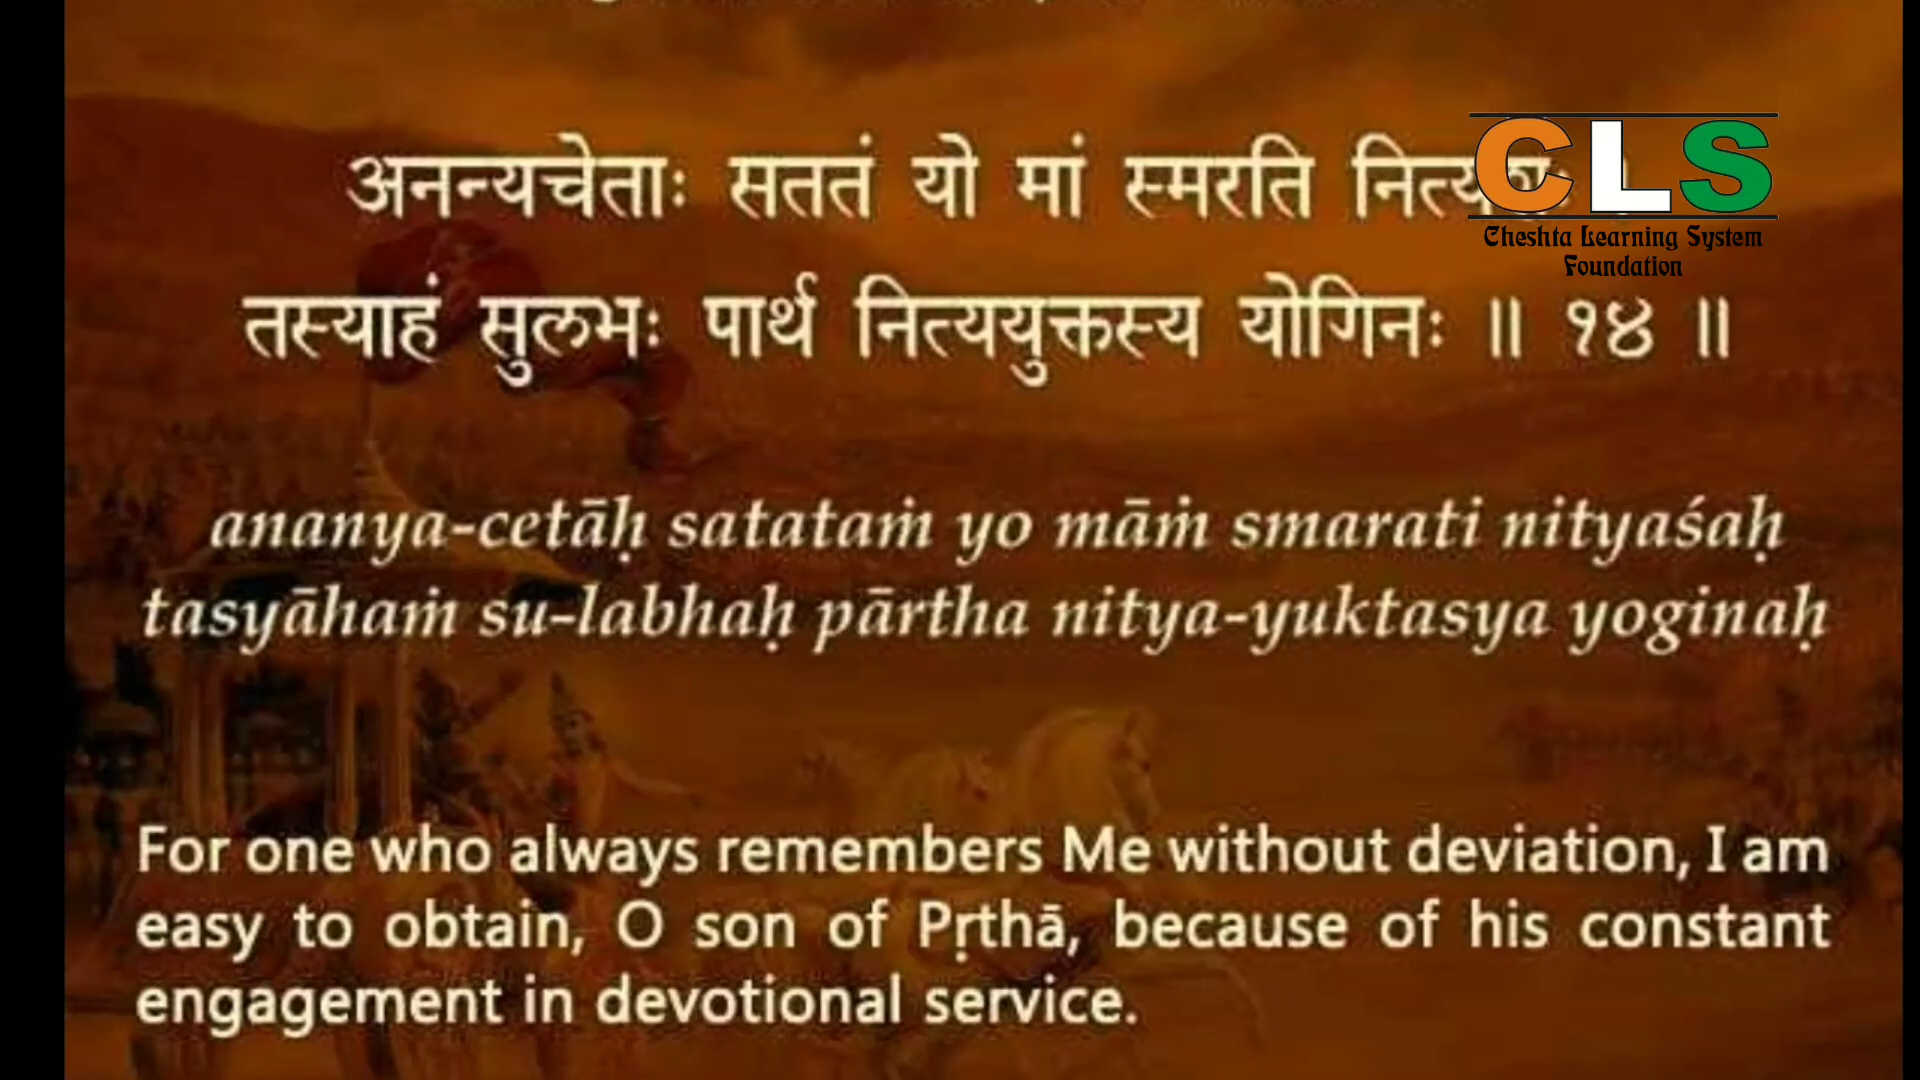 अनन्यचेताः सततं यो मां स्मरति
CLS
Cheshta Learning System
Foundation
तस्याहं सुलभः पार्थ नित्ययुक्तस्य योगिनः ॥ १४ ॥
ananya-cetāḥ satataṁ yo māṁ smarati nityaśaḥ
tasyāhaṁ su-labhaḥ pārtha nitya-yuktasya yoginaḥ
For one who always remembers Me without deviation, I am
easy to obtain, O son of Pṛthā, because of his constant
engagement in devotional service.